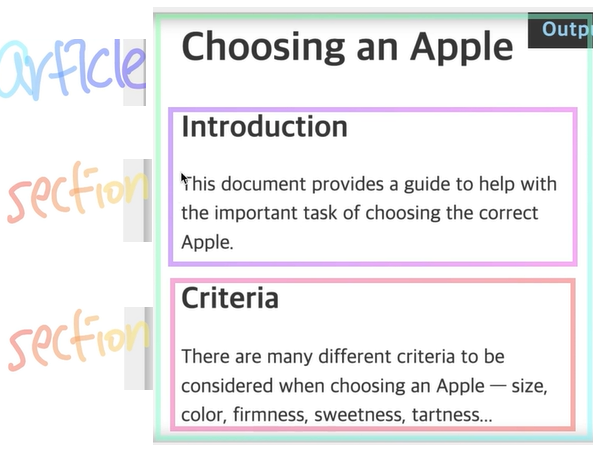 article
Choosing an Apple
Outpu
section
Introduction
This document provides a guide to help with
the important task of choosing the correct
Apple.
section
Criteria
There are many different criteria to be
considered when choosing an Apple — size,
color, firmness, sweetness, tartness...